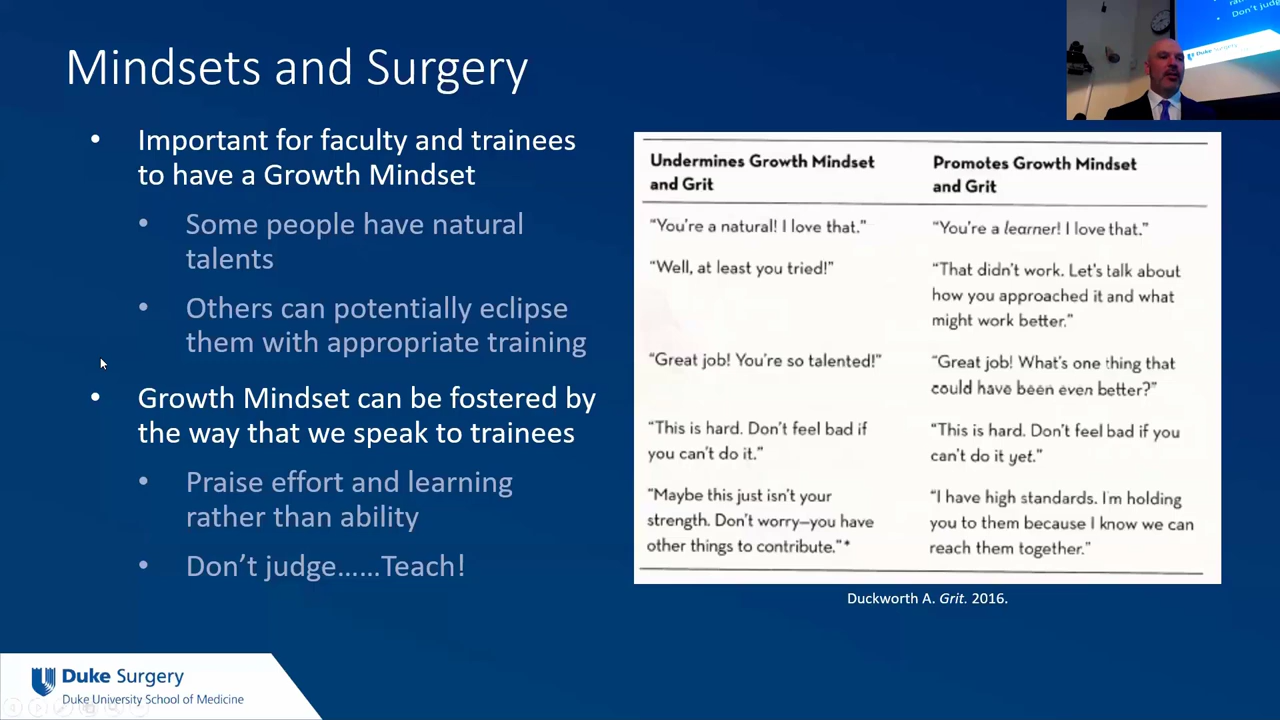 Mindsets and Surgery
• Important for faculty and trainees
to have a Growth Mindset
• Some people have natural
talents
• Others can potentially eclipse
them with appropriate training
• Growth Mindset can be fostered by
the way that we speak to trainees
• Praise effort and learning
rather than ability
• Don’t judge……Teach!
Undermines Growth Mindset
and Grit
Promotes Growth Mindset
and Grit
“You’re a natural! I love that.”
“You’re a learner! I love that.”
“Well, at least you tried!”
“That didn’t work. Let’s talk about
how you approached it and what
might work better.”
“Great job! You’re so talented!”
“Great job! What’s one thing that
could have been even better?”
“This is hard. Don’t feel bad if
you can’t do it.”
“This is hard. Don’t feel bad if you
can’t do it yet.”
“Maybe this just isn’t your
strength. Don’t worry—you have
other things to contribute.”*
“I have high standards. I’m holding
you to them because I know we can
reach them together.”
Duckworth A. Grit. 2016.
Duke Surgery
Duke University School of Medicine
• Don’t judg
Duke Surgery